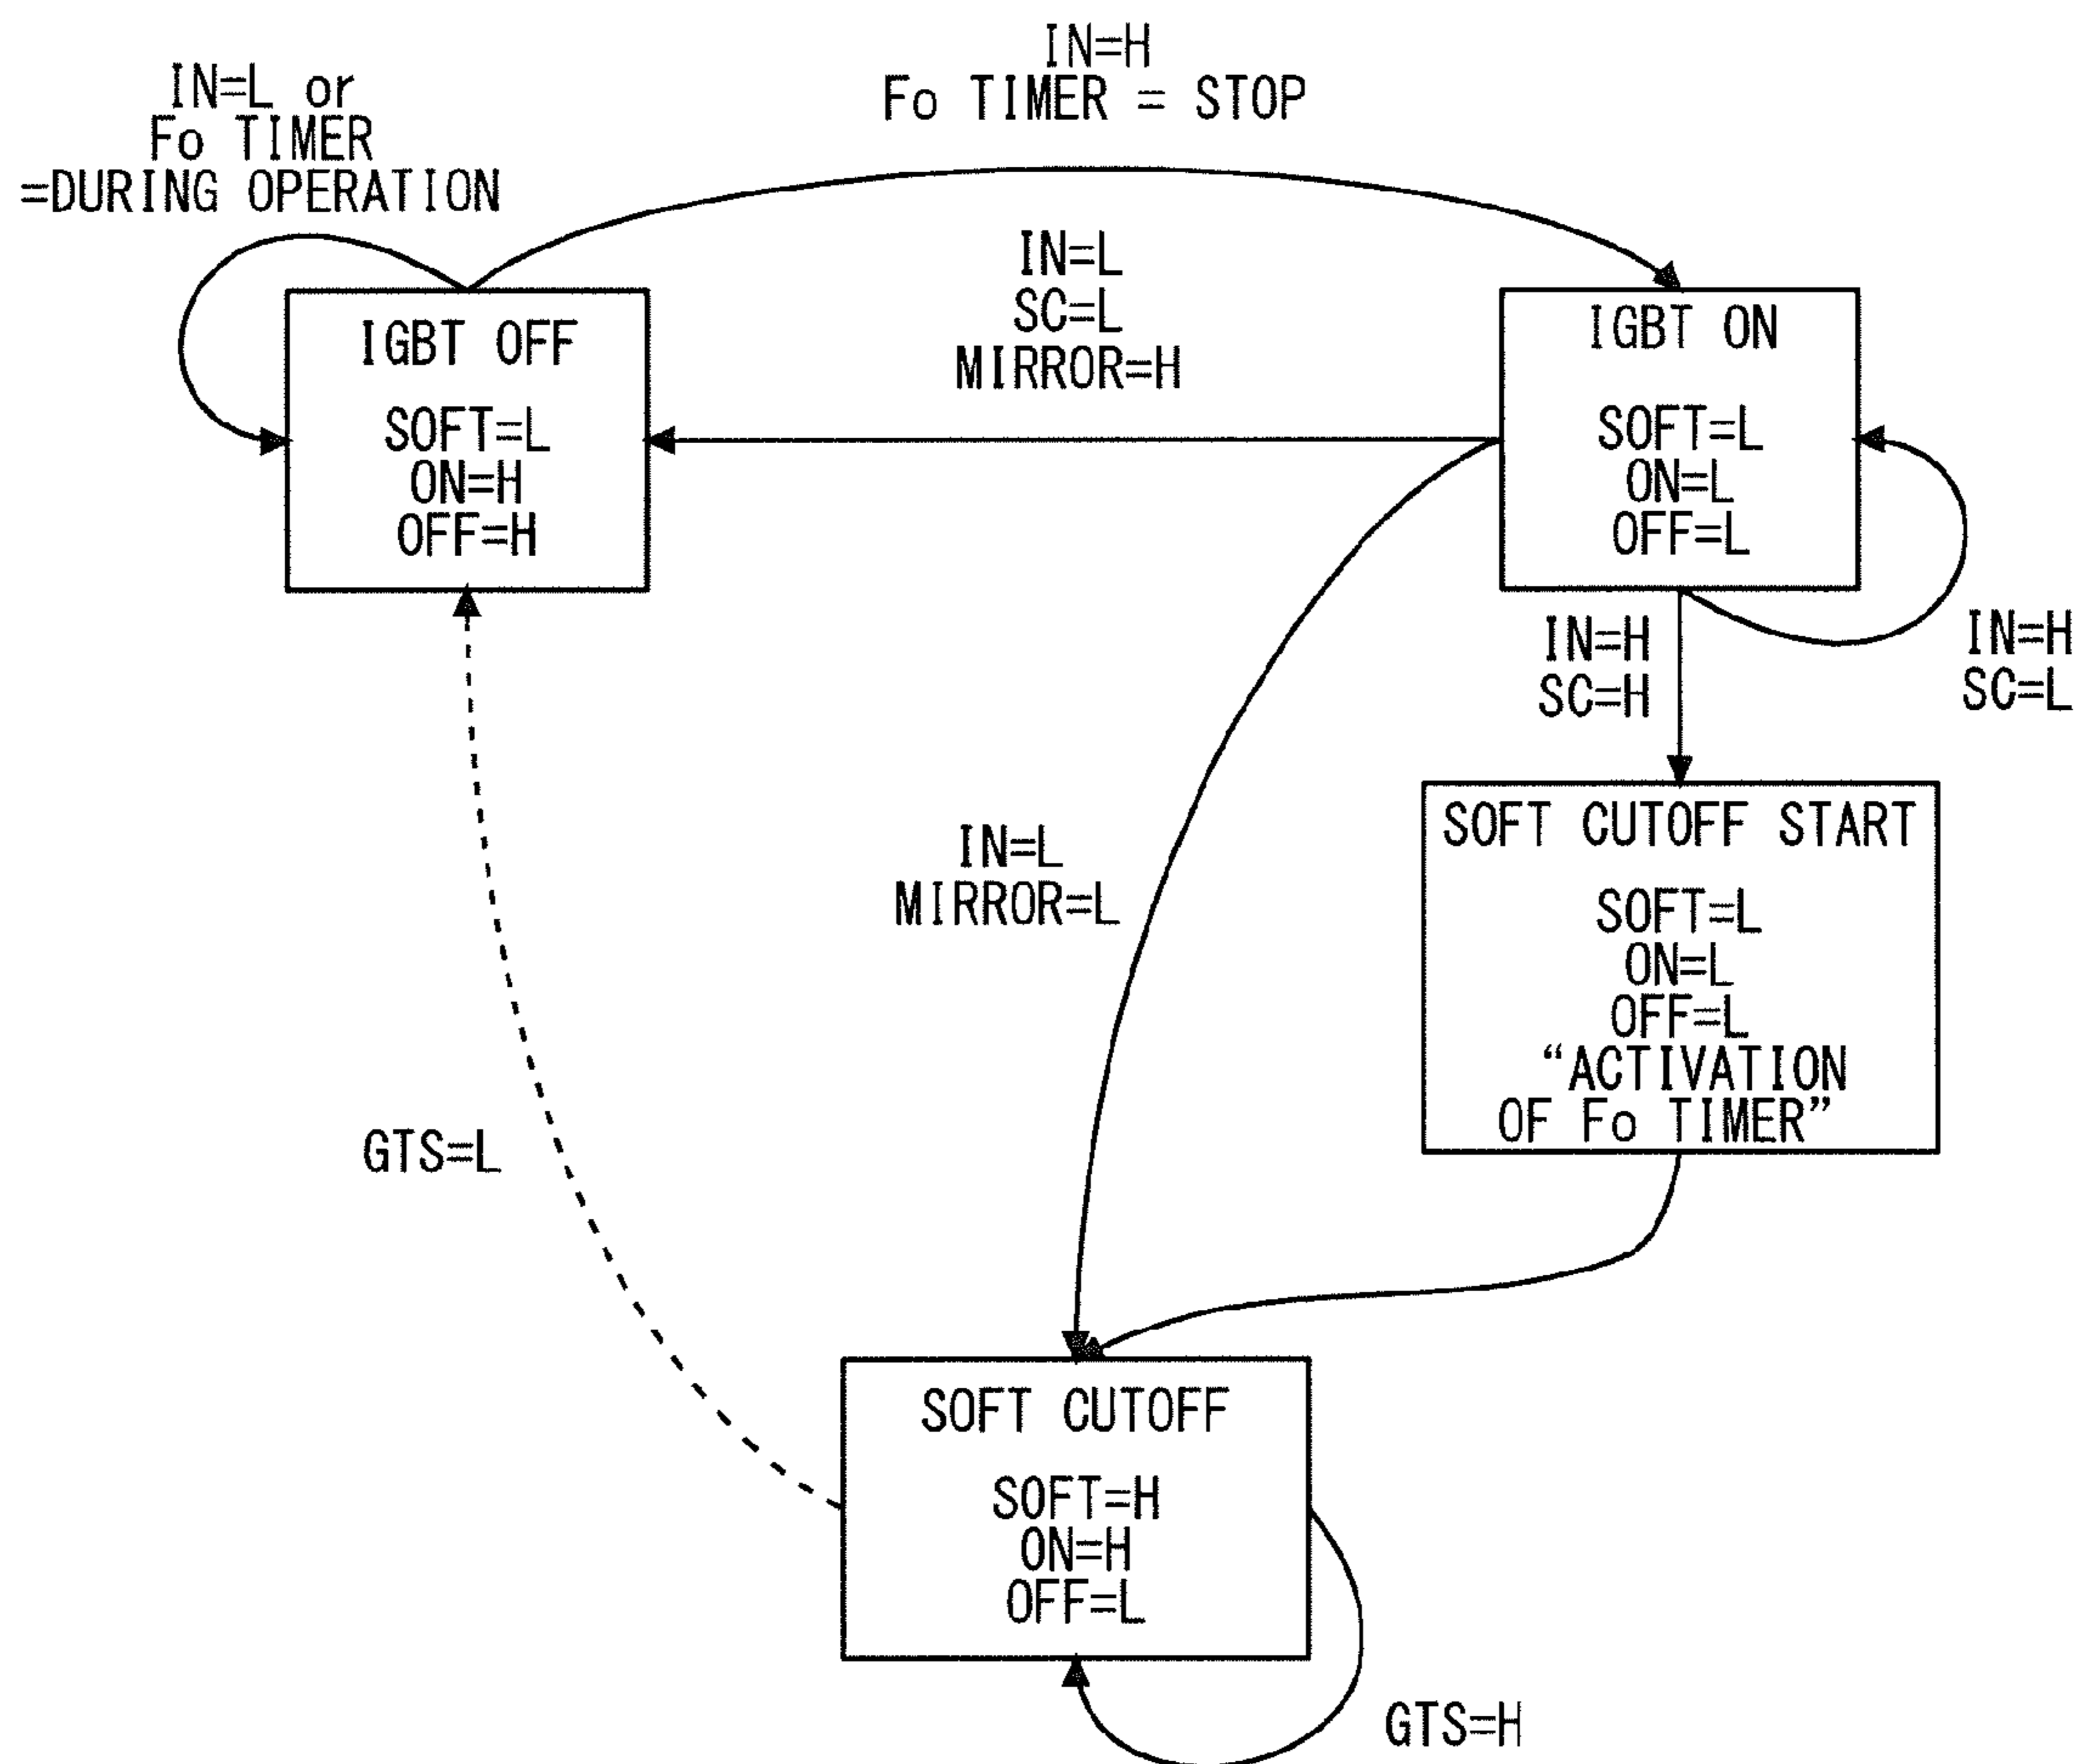 IN=H
Fo TIMER = STOP
IN=L or
Fo TIMER
=DURING OPERATION
IN=L
SC=L
MIRROR=H
IGBT OFF
SOFT=L
ON=H
OFF=H
IGBT ON
SOFT=L
ON=L
OFF=L
IN=H
SC=H
IN=H
SC=L
SOFT CUTOFF START
SOFT=L
ON=L
OFF=L
“ACTIVATION
OF Fo TIMER”
IN=L
MIRROR=L
GTS=L
SOFT CUTOFF
SOFT=H
ON=H
OFF=L
GTS=H